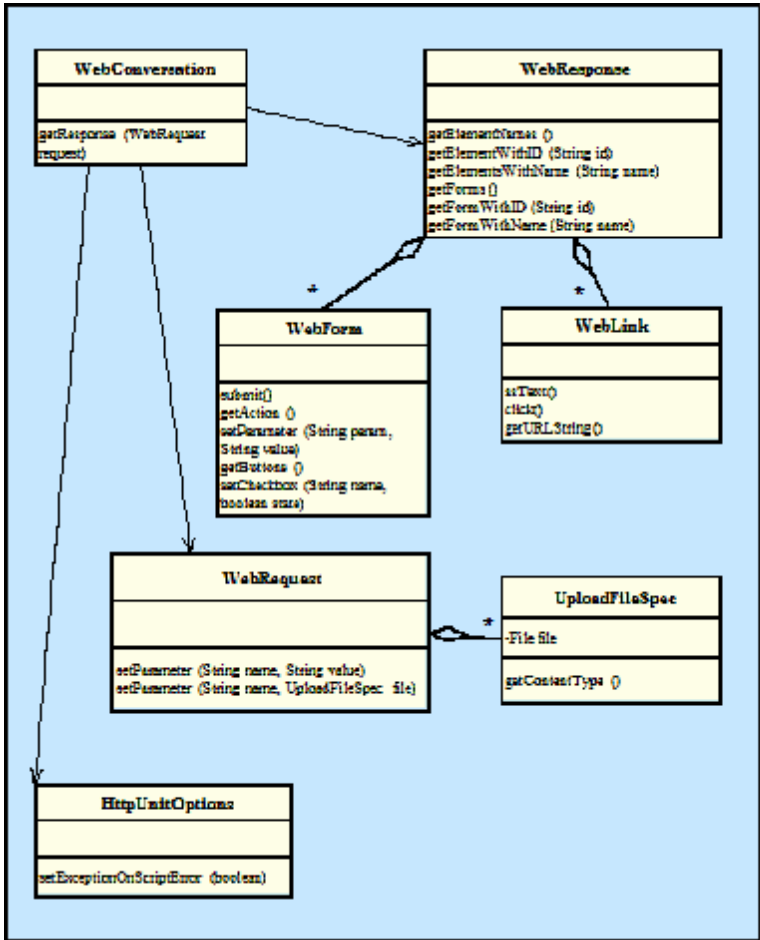 WebConversation
getResponse (WebRequest
request)
WebResponse
getElementNames ()
getElementWithID (String id)
getElementsWithName (String name)
getForms ()
getFormWithID (String id)
getFormWithName (String name)
*
*
WebForm
submit()
getAction ()
setParameter (String param,
String value)
getButtons ()
setCheckbox (String name,
boolean state)
WebLink
asText()
click()
getURLString()
WebRequest
setParameter (String name, String value)
setParameter (String name, UploadFileSpec file)
*
UploadFileSpec
-File file
getContentType ()
HttpUnitOptions
setExceptionOnScriptError (boolean)